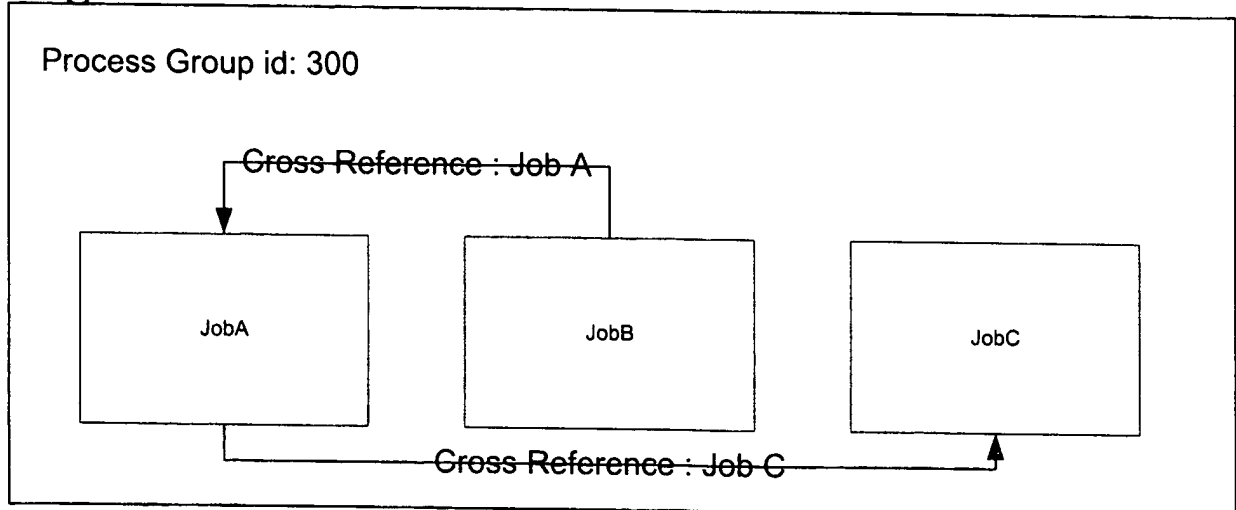 Process Group id: 300
Cross Reference : Job A
JobA
JobB
JobC
Cross Reference : Job C